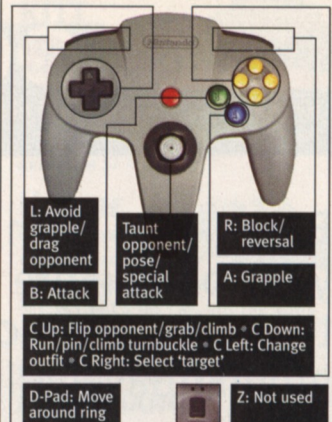 Nintendo
L: Avoid
grapple/
drag
opponent
Taunt
opponent/
pose/
special
attack
R: Block/
reversal
B: Attack
A: Grapple
C Up: Flip opponent/grab/climb • C Down:
Run/pin/climb turnbuckle • C Left: Change
outfit • C Right: Select 'target'
D-Pad: Move
around ring
Z: Not used